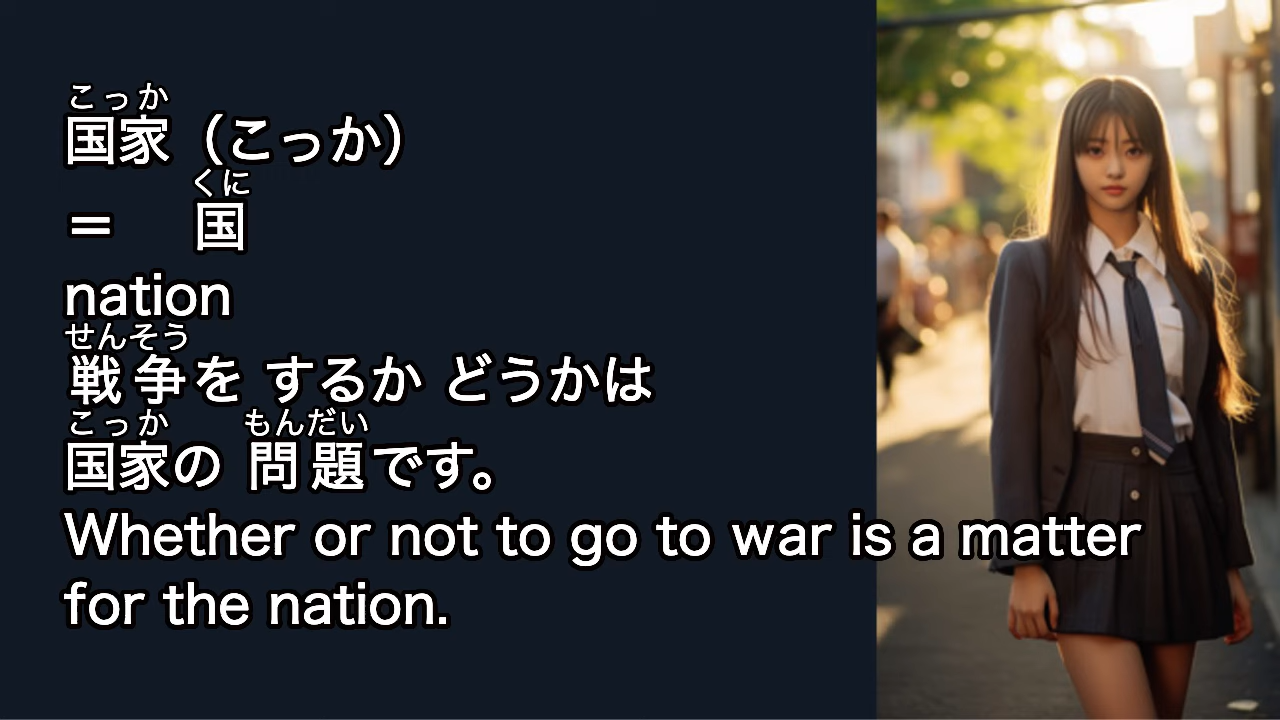 こっか
国家（こっか）
くに
＝　国
nation
せんそう
戦争を するか どうかは
こっか もんだい
国家の 問題です。
Whether or not to go to war is a matter
for the nation.